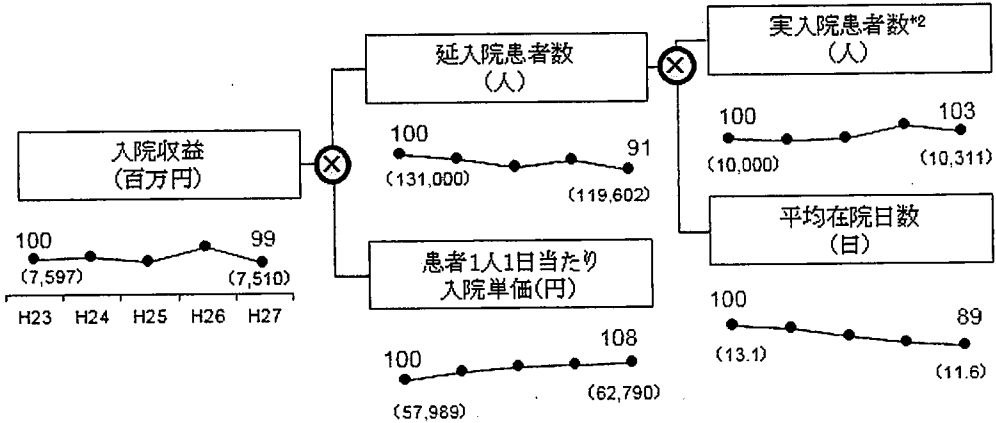 入院収益
(百万円)
100
99
(7,597)
(7,510)
H23 H24 H25 H26 H27
延入院患者数
(人)
100
91
(131,000)
(119,602)
患者1人1日当たり
入院単価(円)
100
108
(57,989)
(62,790)
実入院患者数*2
(人)
100
103
(10,000)
(10,311)
平均在院日数
(日)
100
89
(13.1)
(11.6)